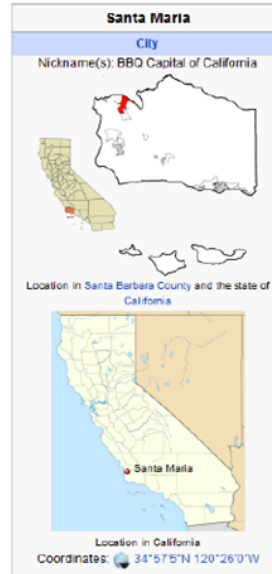 Santa Maria
City
Nickname(s): BBQ Capital of California
Location in Santa Barbara County and the state of
California
Santa Maria
Location in California
Coordinates: 34°57′5″N 120°26′0″W